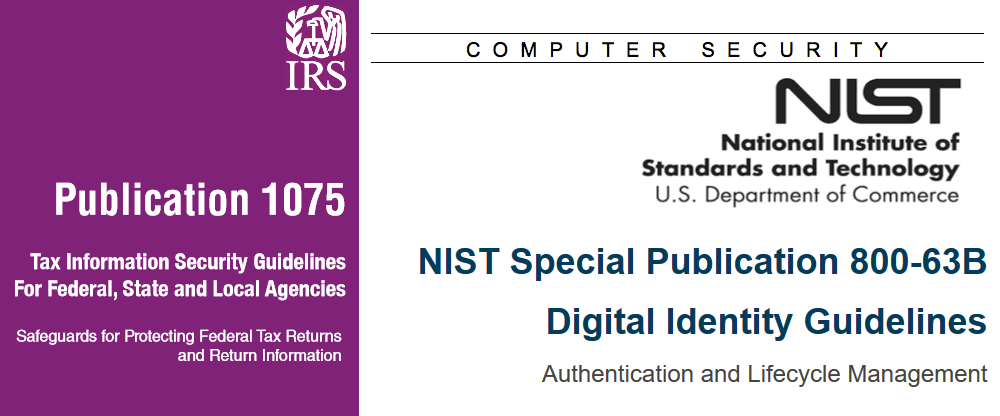 IRS
Publication 1075
Tax Information Security Guidelines
For Federal, State and Local Agencies
Safeguards for Protecting Federal Tax Returns
and Return Information
COMPUTER SECURITY
NIST
National Institute of
Standards and Technology
U.S. Department of Commerce
NIST Special Publication 800-63B
Digital Identity Guidelines
Authentication and Lifecycle Management